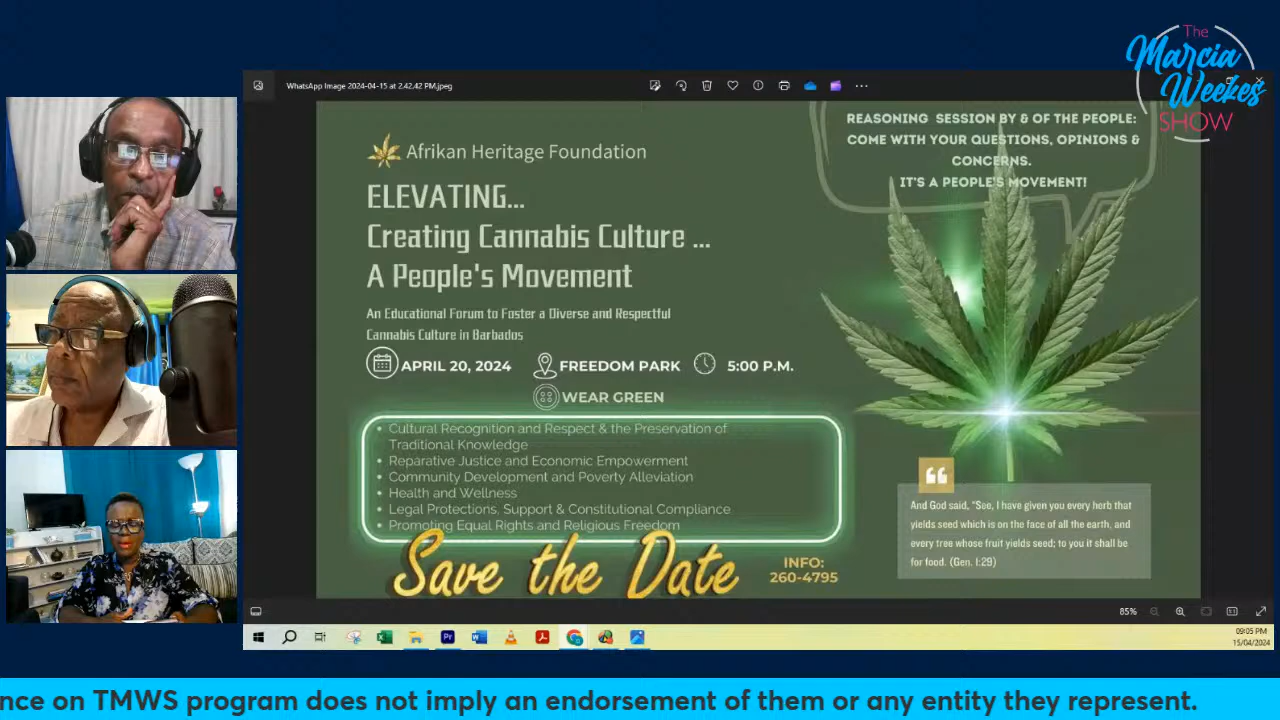 The
Marcia
Weekes
SHOW
WhatsApp Image 2024-04-15 at 2.42.42 PM.jpeg
REASONING SESSION BY & OF THE PEOPLE:
COME WITH YOUR QUESTIONS, OPINIONS &
CONCERNS.
IT'S A PEOPLE'S MOVEMENT!
Afrikan Heritage Foundation
ELEVATING...
Creating Cannabis Culture ...
A People's Movement
An Educational Forum to Foster a Diverse and Respectful
Cannabis Culture in Barbados
APRIL 20, 2024
FREEDOM PARK
5:00 P.M.
WEAR GREEN
• Cultural Recognition and Respect & the Preservation of
Traditional Knowledge
• Reparative Justice and Economic Empowerment
• Community Development and Poverty Alleviation
• Health and Wellness
• Legal Protections, Support & Constitutional Compliance
• Promoting Equal Rights and Religious Freedom
Save the Date
INFO:
260-4795
And God said, "See, I have given you every herb that
yields seed which is on the face of all the earth, and
every tree whose fruit yields seed; to you it shall be
for food. (Gen. 1:29)
85%
09:05 PM
15/04/2024
nce on TMWS program does not imply an endorsement of them or any entity they represent.